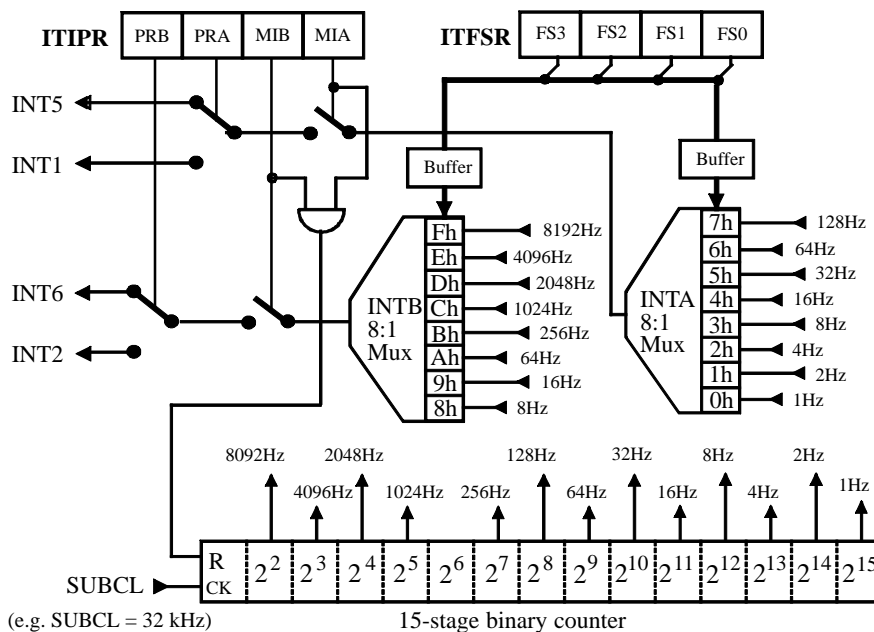 ITIPR PRB PRA MIB MIA
ITFSR FS3 FS2 FS1 FS0
INT5
INT1
INT6
INT2
Buffer
Buffer
INTB
8:1
Mux
Fh 8192Hz
Eh 4096Hz
Dh 2048Hz
Ch 1024Hz
Bh 256Hz
Ah 64Hz
9h 16Hz
8h 8Hz
INTA
8:1
Mux
7h 128Hz
6h 64Hz
5h 32Hz
4h 16Hz
3h 8Hz
2h 4Hz
1h 2Hz
0h 1Hz
8092Hz 2048Hz 128Hz 32Hz 8Hz 2Hz
4096Hz 1024Hz 256Hz 64Hz 16Hz 4Hz 1Hz
R 2^2 2^3 2^4 2^5 2^6 2^7 2^8 2^9 2^10 2^11 2^12 2^13 2^14 2^15
SUBCL CK
(e.g. SUBCL = 32 kHz) 15-stage binary counter